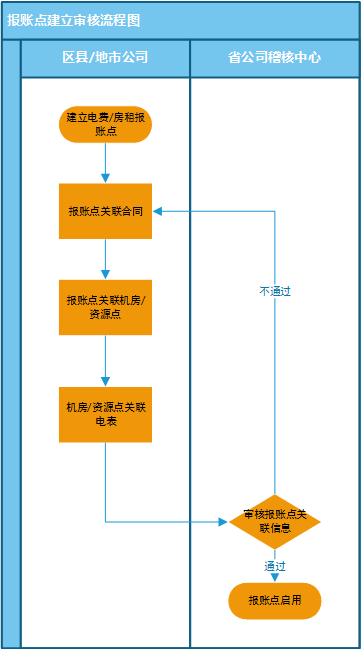 报账点建立审核流程图
区县/地市公司
省公司稽核中心
建立电费/房租报
账点
报账点关联合同
报账点关联机房/
资源点
机房/资源点关联
电表
不通过
审核报账点关
联信息
通过
报账点启用